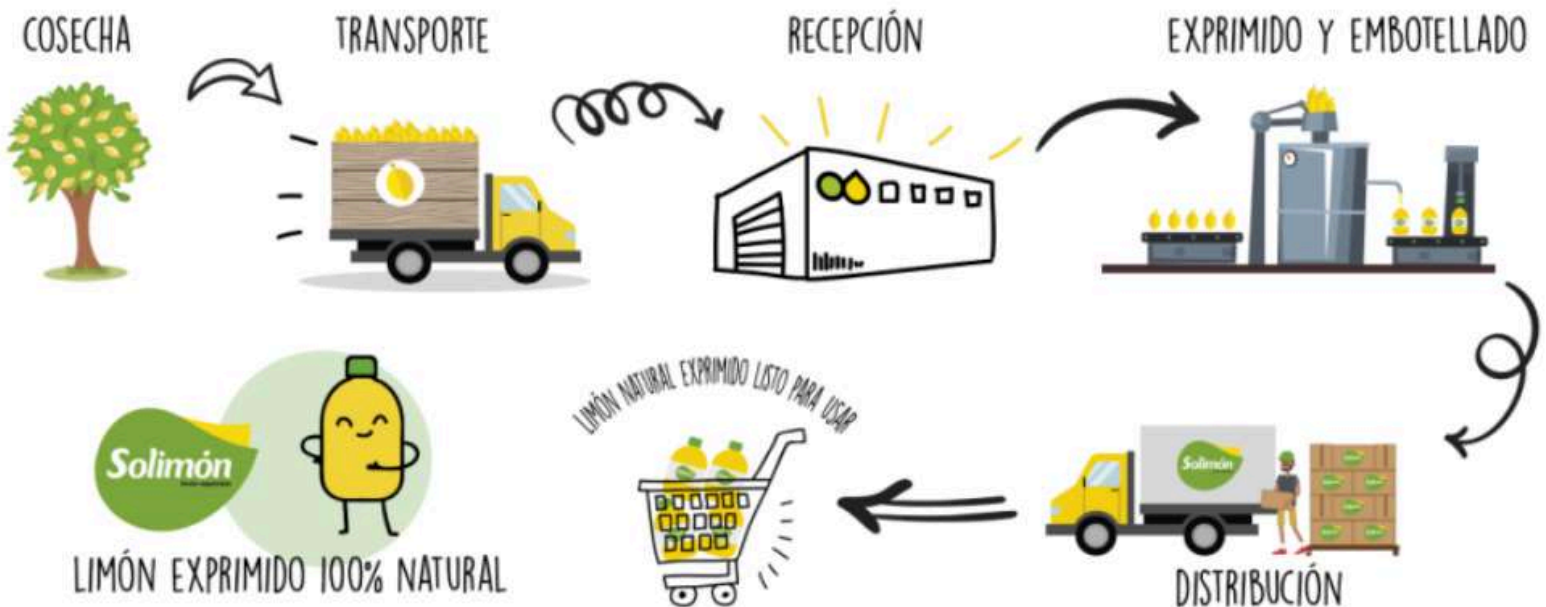 COSECHA
TRANSPORTE
RECEPCIÓN
EXPRIMIDO Y EMBOTELLADO
LIMÓN NATURAL EXPRIMIDO LISTO PARA USAR
Solimón
Solimón
LIMÓN EXPRIMIDO 100% NATURAL
DISTRIBUCIÓN